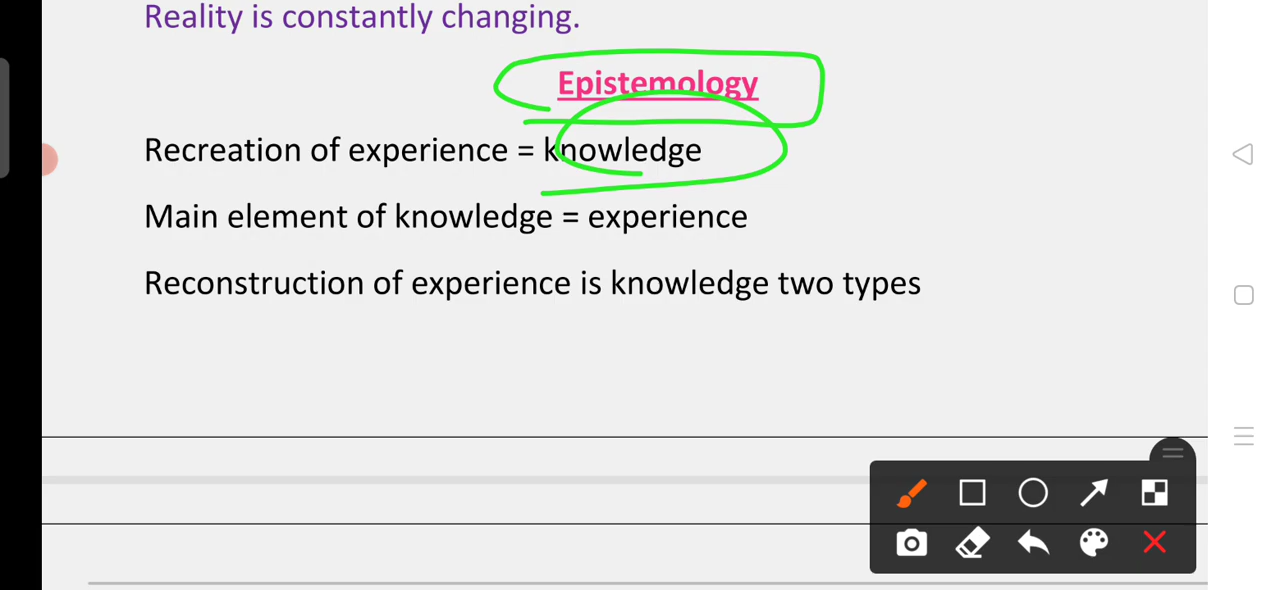 Reality is constantly changing.
Epistemology
Recreation of experience = knowledge
Main element of knowledge = experience
Reconstruction of experience is knowledge two types